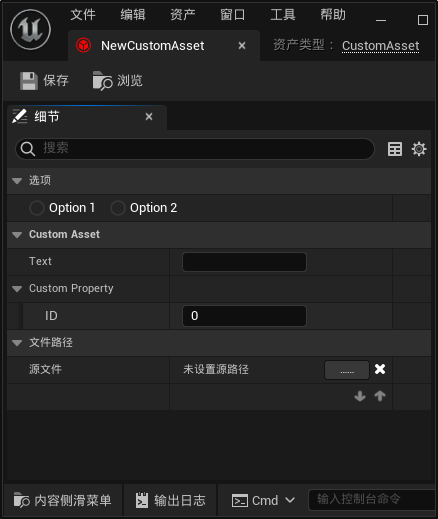 文件 编辑 资产 窗口 工具 帮助
NewCustomAsset 资产类型： CustomAsset
保存 浏览
细节
搜索
选项
Option 1 Option 2
Custom Asset
Text
Custom Property
ID 0
文件路径
源文件 未设置源路径 ......
内容侧滑菜单 输出日志 Cmd 输入控制台命令